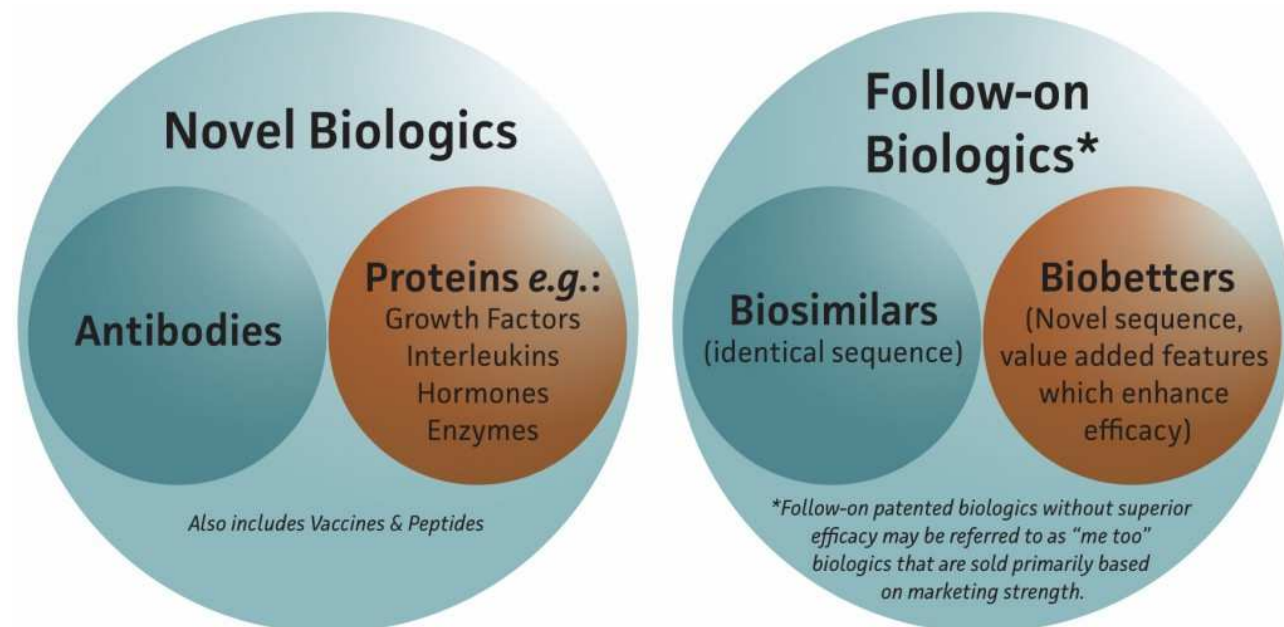 Novel Biologics
Antibodies
Proteins e.g.:
Growth Factors
Interleukins
Hormones
Enzymes
Also includes Vaccines & Peptides
Follow-on
Biologics*
Biosimilars
(identical sequence)
Biobetters
(Novel sequence,
value added features
which enhance
efficacy)
*Follow-on patented biologics without superior
efficacy may be referred to as “me too”
biologics that are sold primarily based
on marketing strength.